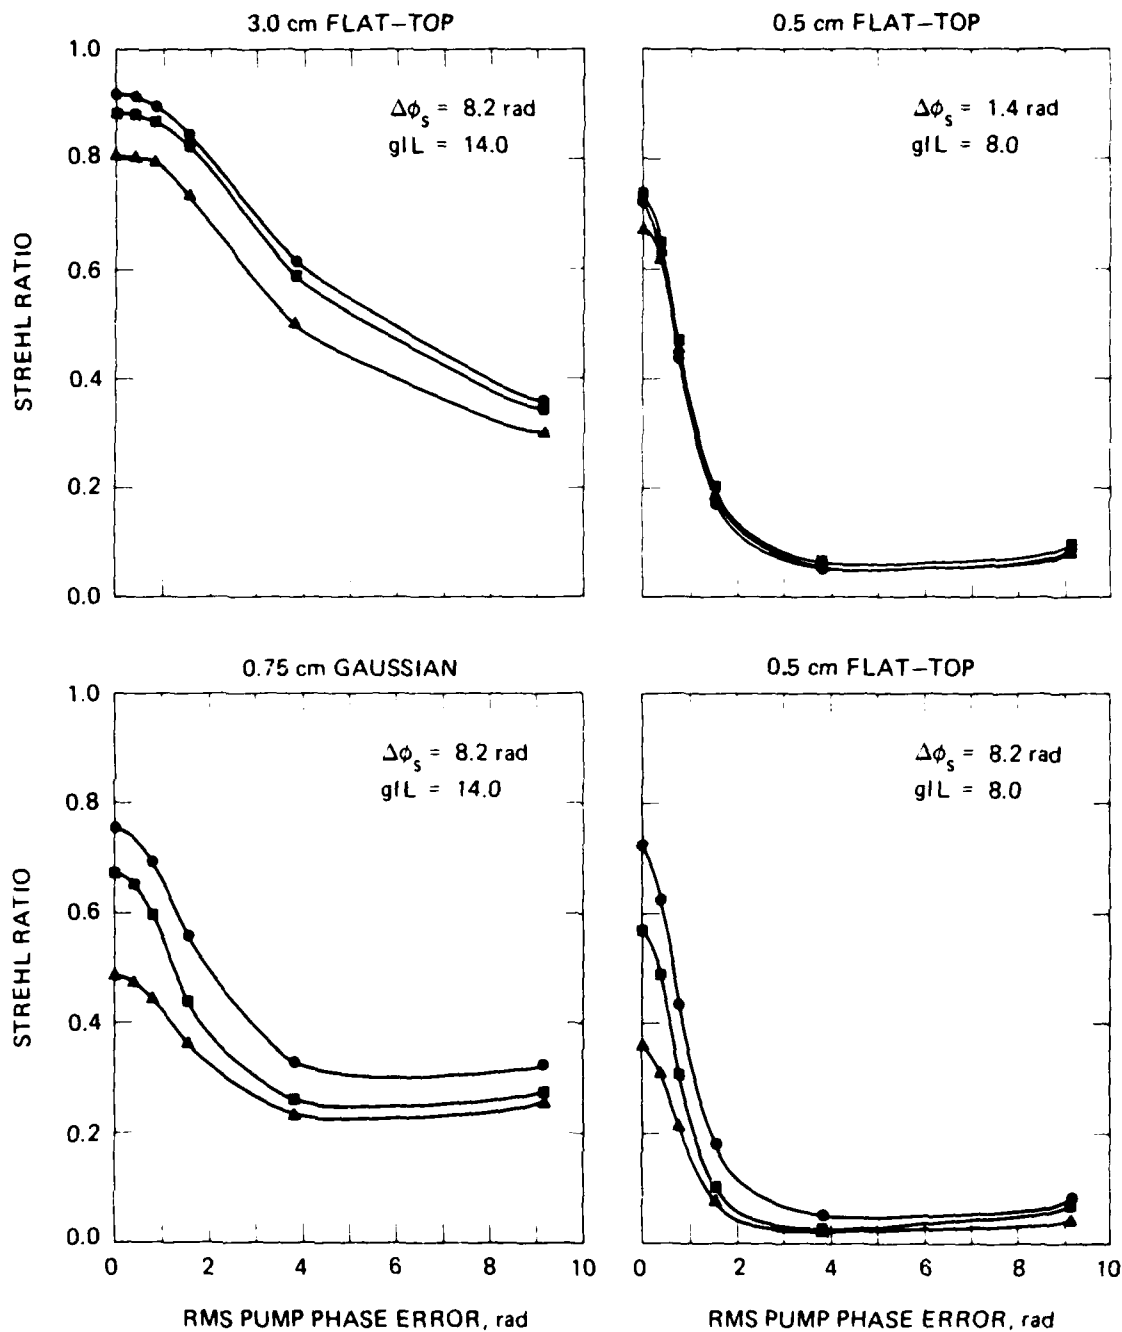 3.0 cm FLAT-TOP
0.5 cm FLAT-TOP
1.0
Δϕs = 8.2 rad
gIL = 14.0
Δϕs = 1.4 rad
gIL = 8.0
0.8
0.6
0.4
0.2
0.0
STREHL RATIO
0.75 cm GAUSSIAN
0.5 cm FLAT-TOP
1.0
Δϕs = 8.2 rad
gIL = 14.0
Δϕs = 8.2 rad
gIL = 8.0
0.8
0.6
0.4
0.2
0.0
STREHL RATIO
0 2 4 6 8 10
0 2 4 6 8 10
RMS PUMP PHASE ERROR, rad
RMS PUMP PHASE ERROR, rad